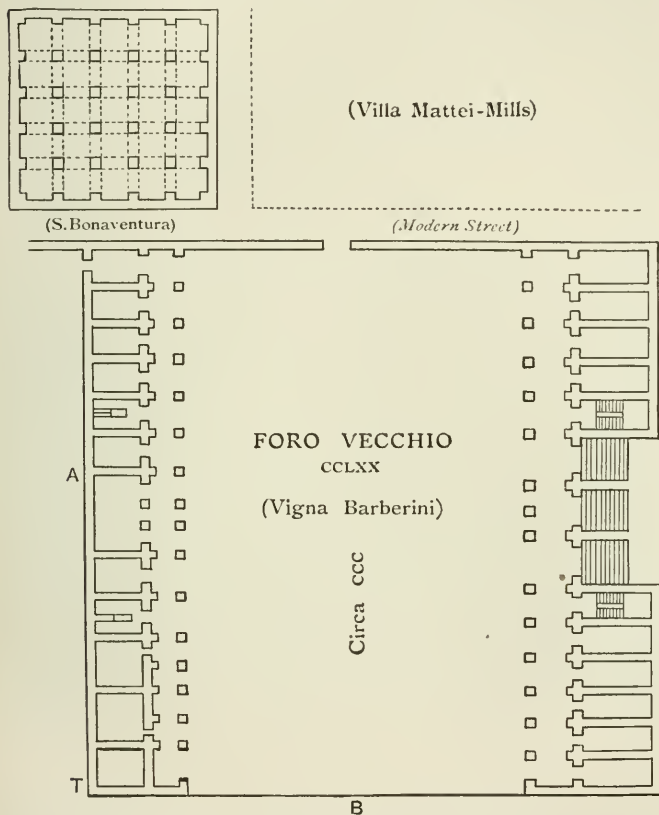 (Villa Mattei-Mills)
(S. Bonaventura)
(Modern Street)
FORO VECCHIO
CCLXX
(Vigna Barberini)
Circa CCC
A
T
B